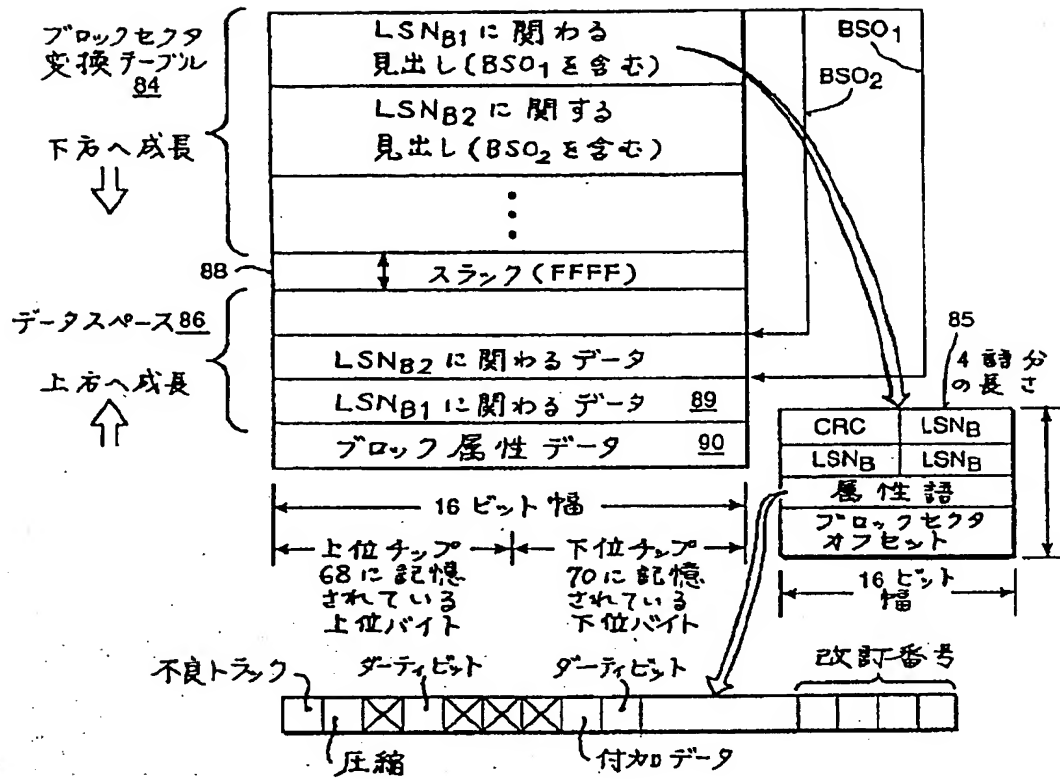 ブロックセクタ
変換テーブル
84
下方へ成長
LSNB1に関わる
見出し(BSO1を含む)
LSNB2に関する
見出し(BSO2を含む)
BSO1
BSO2
88
スラック(FFFF)
データスペース86
上方へ成長
LSNB2に関わるデータ
LSNB1に関わるデータ 89
ブロック属性データ 90
85
4語分
の長さ
CRC LSNB
LSNB LSNB
属性語
ブロックセクタ
オフセット
16ビット
幅
16ビット幅
上位チップ
68に記憶
されている
上位バイト
下位チップ
70に記憶
されている
下位バイト
不良トラック
ダーティビット
ダーティビット
改訂番号
圧縮
付加データ